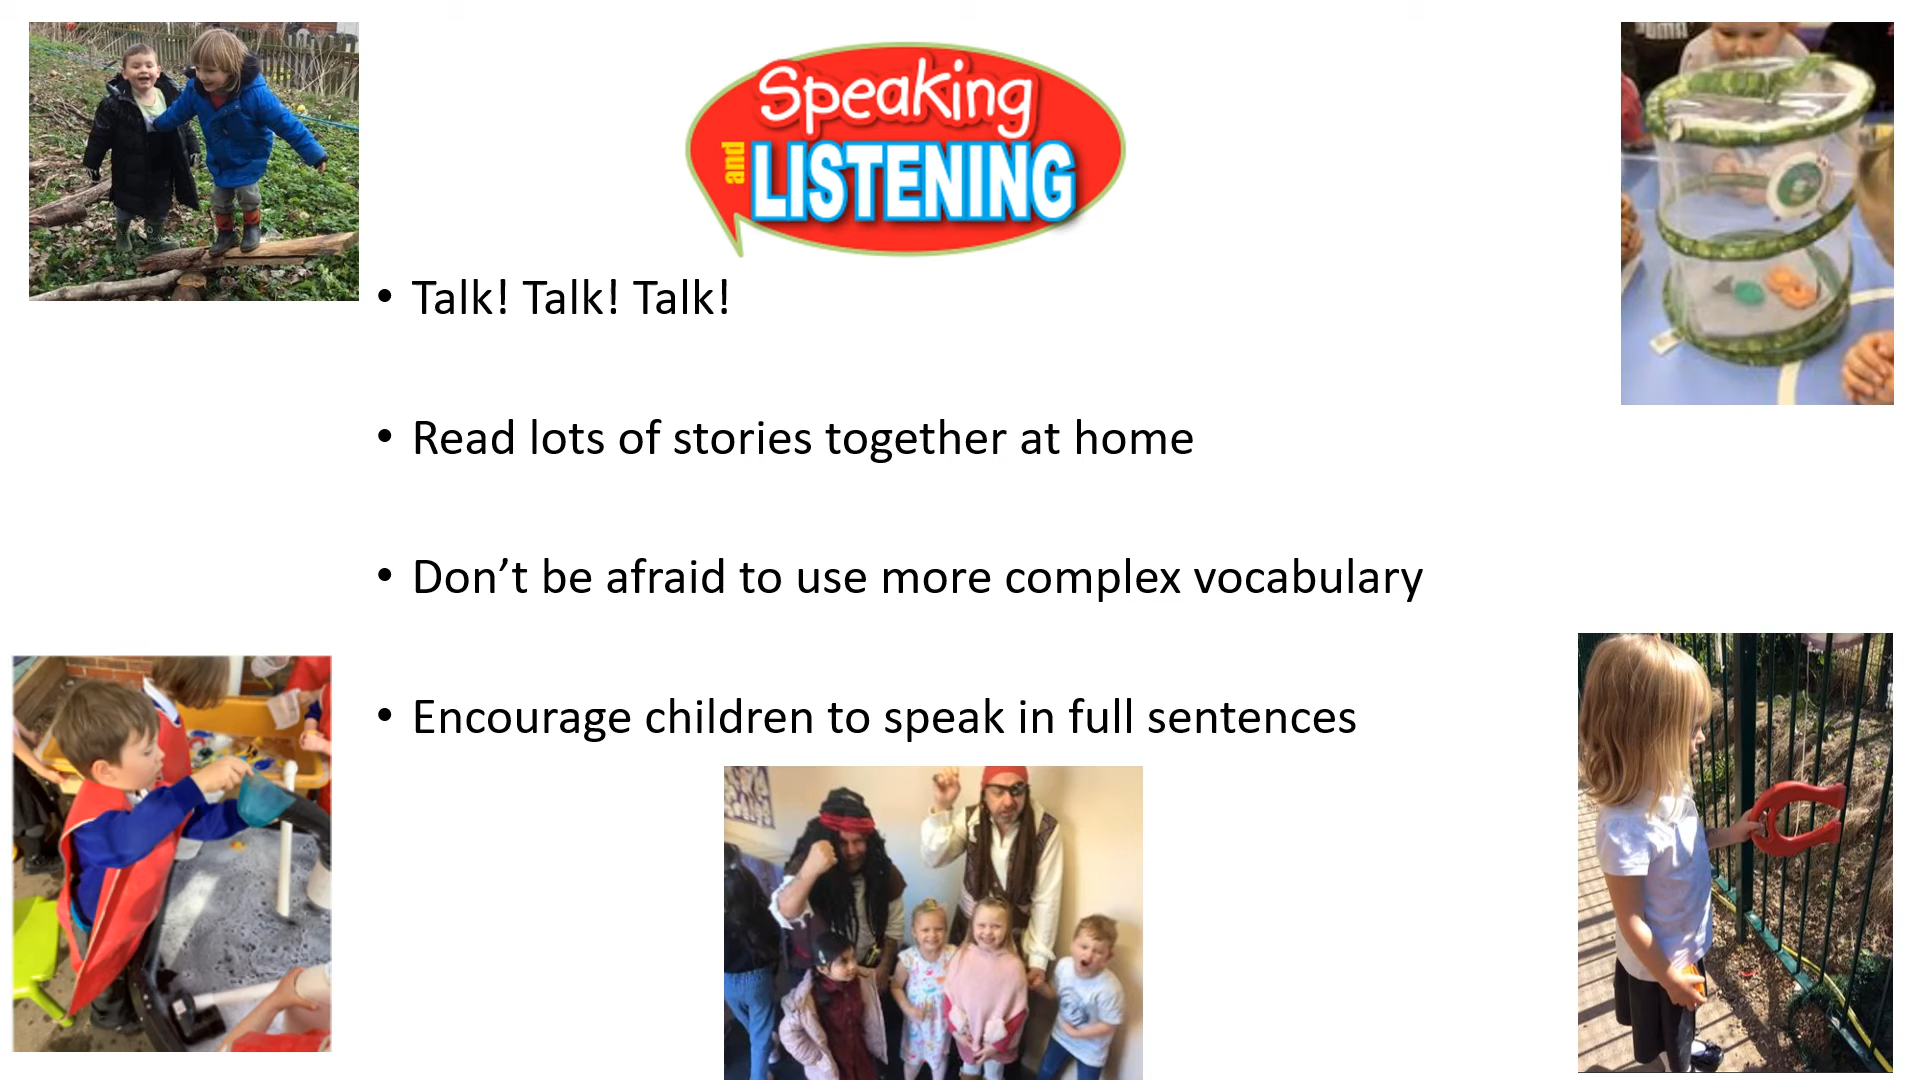 Speaking
and LISTENING
• Talk! Talk! Talk!
• Read lots of stories together at home
• Don’t be afraid to use more complex vocabulary
• Encourage children to speak in full sentences